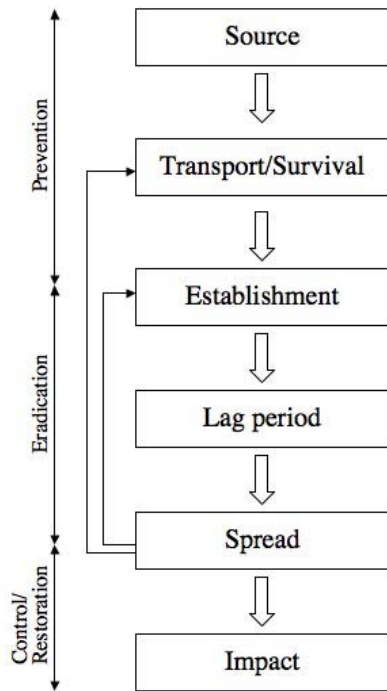 Source
Transport/Survival
Establishment
Lag period
Spread
Impact
Prevention
Eradication
Control/
Restoration